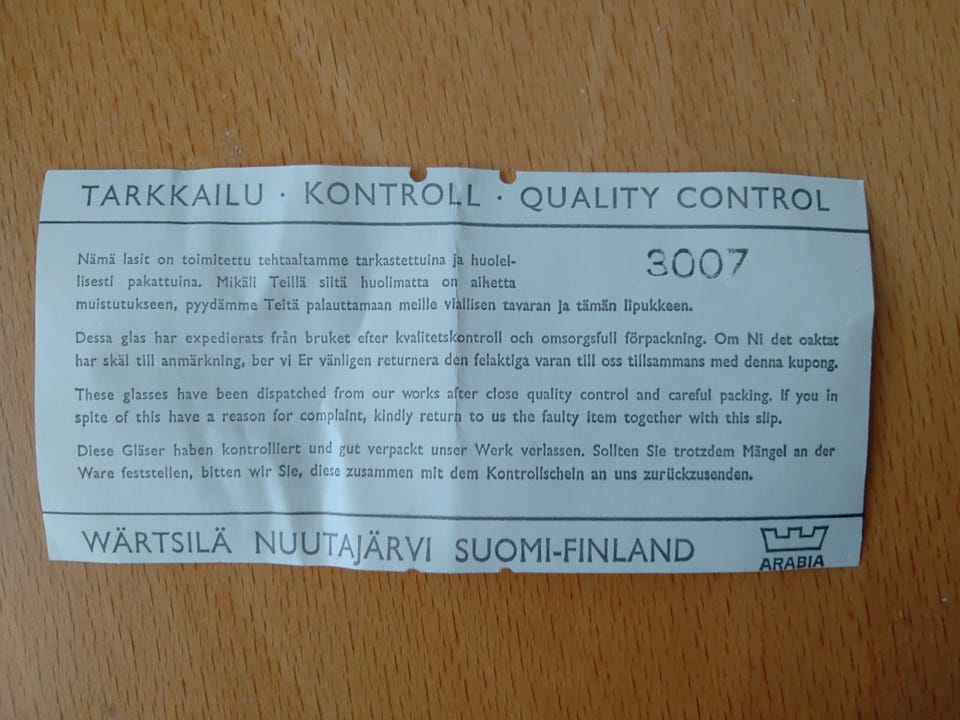 TARKKAILU · KONTROLL · QUALITY CONTROL
3007
Nämä lasit on toimitettu tehtaaltamme tarkastettuina ja huolel-
lisesti pakattuina. Mikäli Teillä siitä huolimatta on aihetta
muistutukseen, pyydämme Teitä palauttamaan meille viallisen tavaran ja tämän lipukkeen.
Dessa glas har expedierats från bruket efter kvalitetskontroll och omsorgsfull förpackning. Om Ni det oaktat
har skäl till anmärkning, ber vi Er vänligen returnera den felaktiga varan till oss tillsammans med denna kupong.
These glasses have been dispatched from our works after close quality control and careful packing. If you in
spite of this have a reason for complaint, kindly return to us the faulty item together with this slip.
Diese Gläser haben kontrolliert und gut verpackt unser Werk verlassen. Sollten Sie trotzdem Mängel an der
Ware feststellen, bitten wir Sie, diese zusammen mit dem Kontrollschein an uns zurückzusenden.
WÄRTSILÄ NUUTAJÄRVI SUOMI-FINLAND
ARABIA